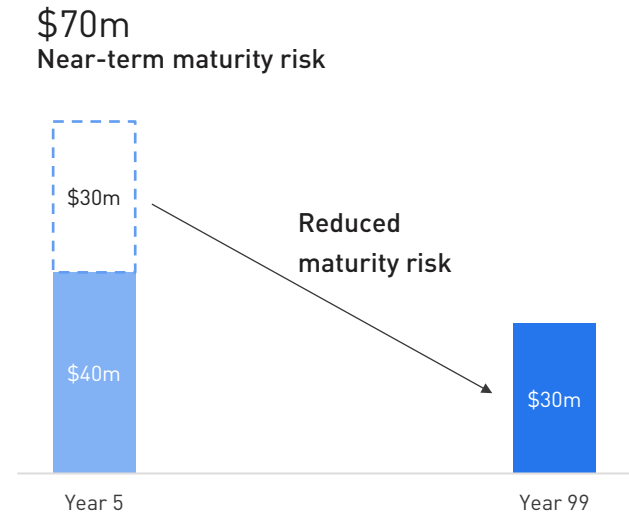 $70m
Near-term maturity risk
$30m
Reduced
maturity risk
$40m
$30m
Year 5
Year 99